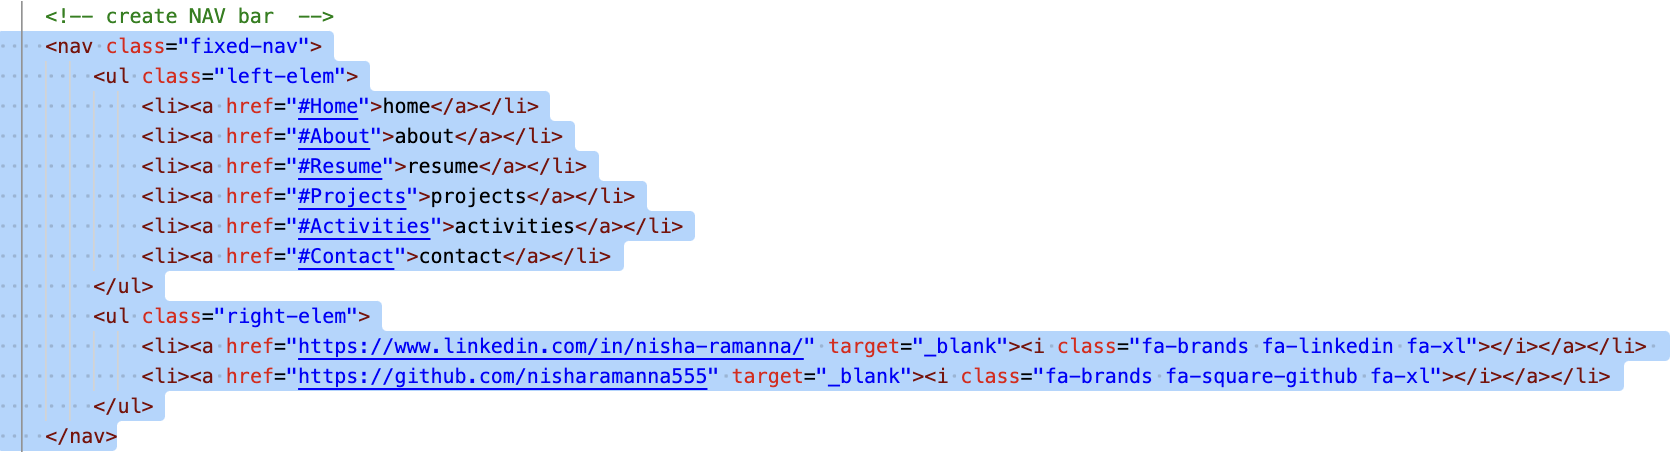 <!-- create NAV bar  -->
<nav class="fixed-nav">
<ul class="left-elem">
<li><a href="#Home">home</a></li>
<li><a href="#About">about</a></li>
<li><a href="#Resume">resume</a></li>
<li><a href="#Projects">projects</a></li>
<li><a href="#Activities">activities</a></li>
<li><a href="#Contact">contact</a></li>
</ul>
<ul class="right-elem">
<li><a href="https://www.linkedin.com/in/nisha-ramanna/" target="_blank"><i class="fa-brands fa-linkedin fa-xl"></i></a></li>
<li><a href="https://github.com/nisharamanna555" target="_blank"><i class="fa-brands fa-square-github fa-xl"></i></a></li>
</ul>
</nav>